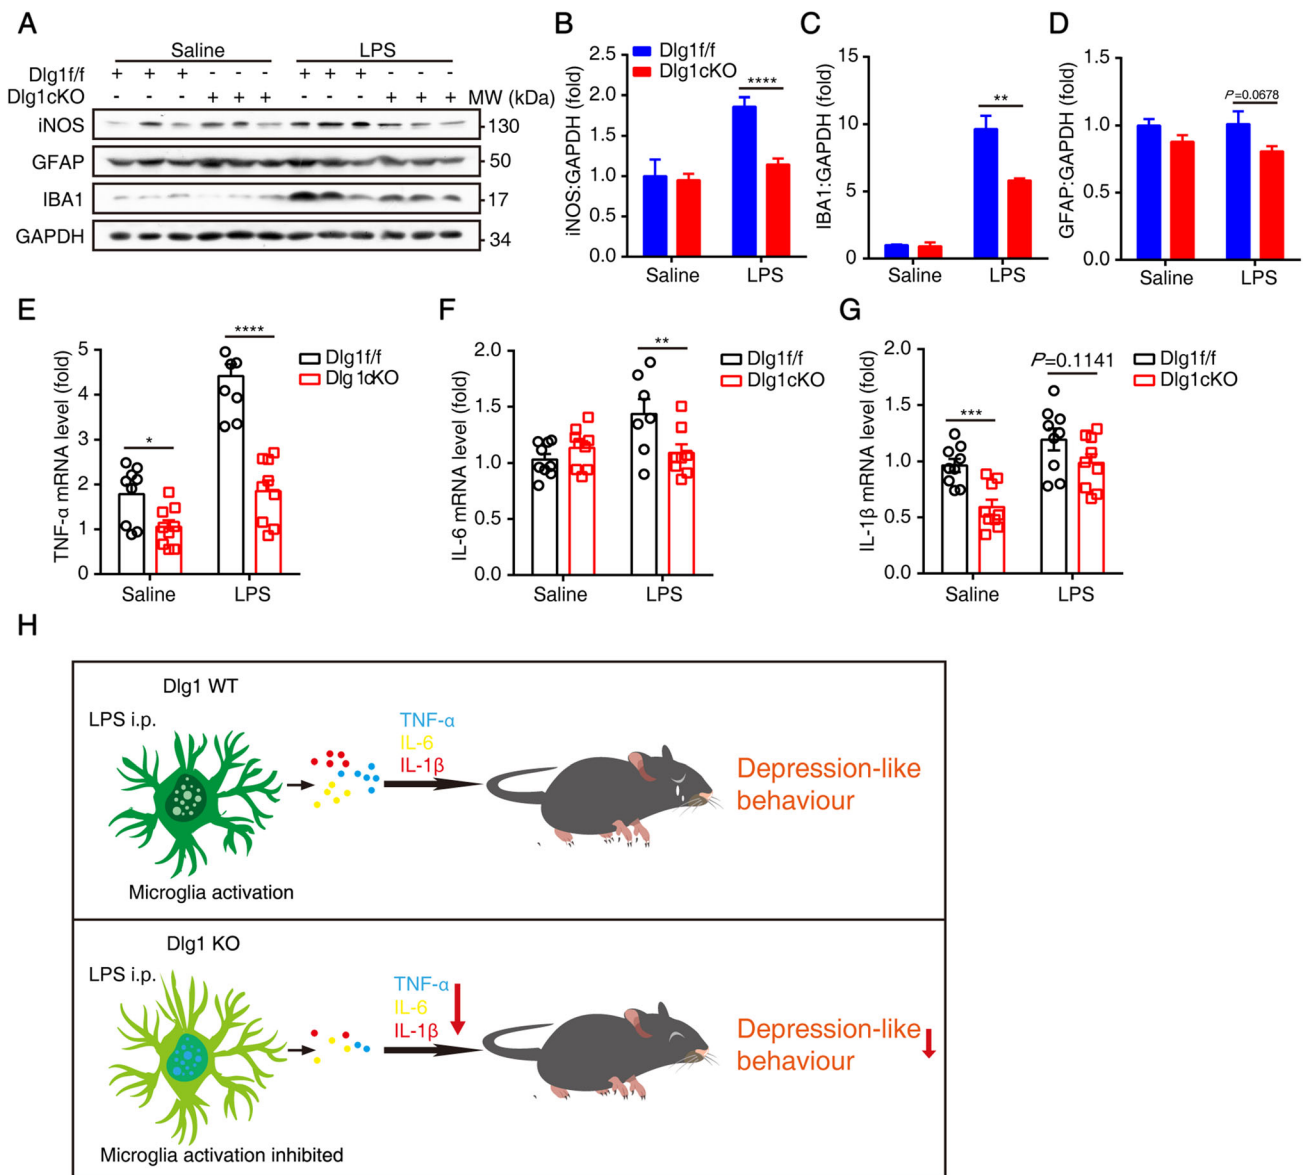 A
Saline LPS
Dlg1f/f + + + - - - + + + - - -
Dlg1cKO - - - + + + - - - + + + MW (kDa)
iNOS 130
GFAP 50
IBA1 17
GAPDH 34
B
Dlg1f/f
Dlg1cKO
iNOS:GAPDH (fold)
2.5
2.0
1.5
1.0
0.5
0.0
****
Saline LPS
C
IBA1:GAPDH (fold)
15
10
5
0
**
Saline LPS
D
GFAP:GAPDH (fold)
1.5
1.0
0.5
0.0
P=0.0678
Saline LPS
E
TNF-α mRNA level (fold)
5
4
3
2
1
0
*
****
Saline LPS
Dlg1f/f
Dlg1cKO
F
IL-6 mRNA level (fold)
2.0
1.5
1.0
0.5
0.0
**
Saline LPS
Dlg1f/f
Dlg1cKO
G
IL-1β mRNA level (fold)
2.0
1.5
1.0
0.5
0.0
***
P=0.1141
Saline LPS
Dlg1f/f
Dlg1cKO
H
Dlg1 WT
LPS i.p.
TNF-α
IL-6
IL-1β
Depression-like
behaviour
Microglia activation
Dlg1 KO
LPS i.p.
TNF-α
IL-6
IL-1β
Depression-like
behaviour
Microglia activation inhibited